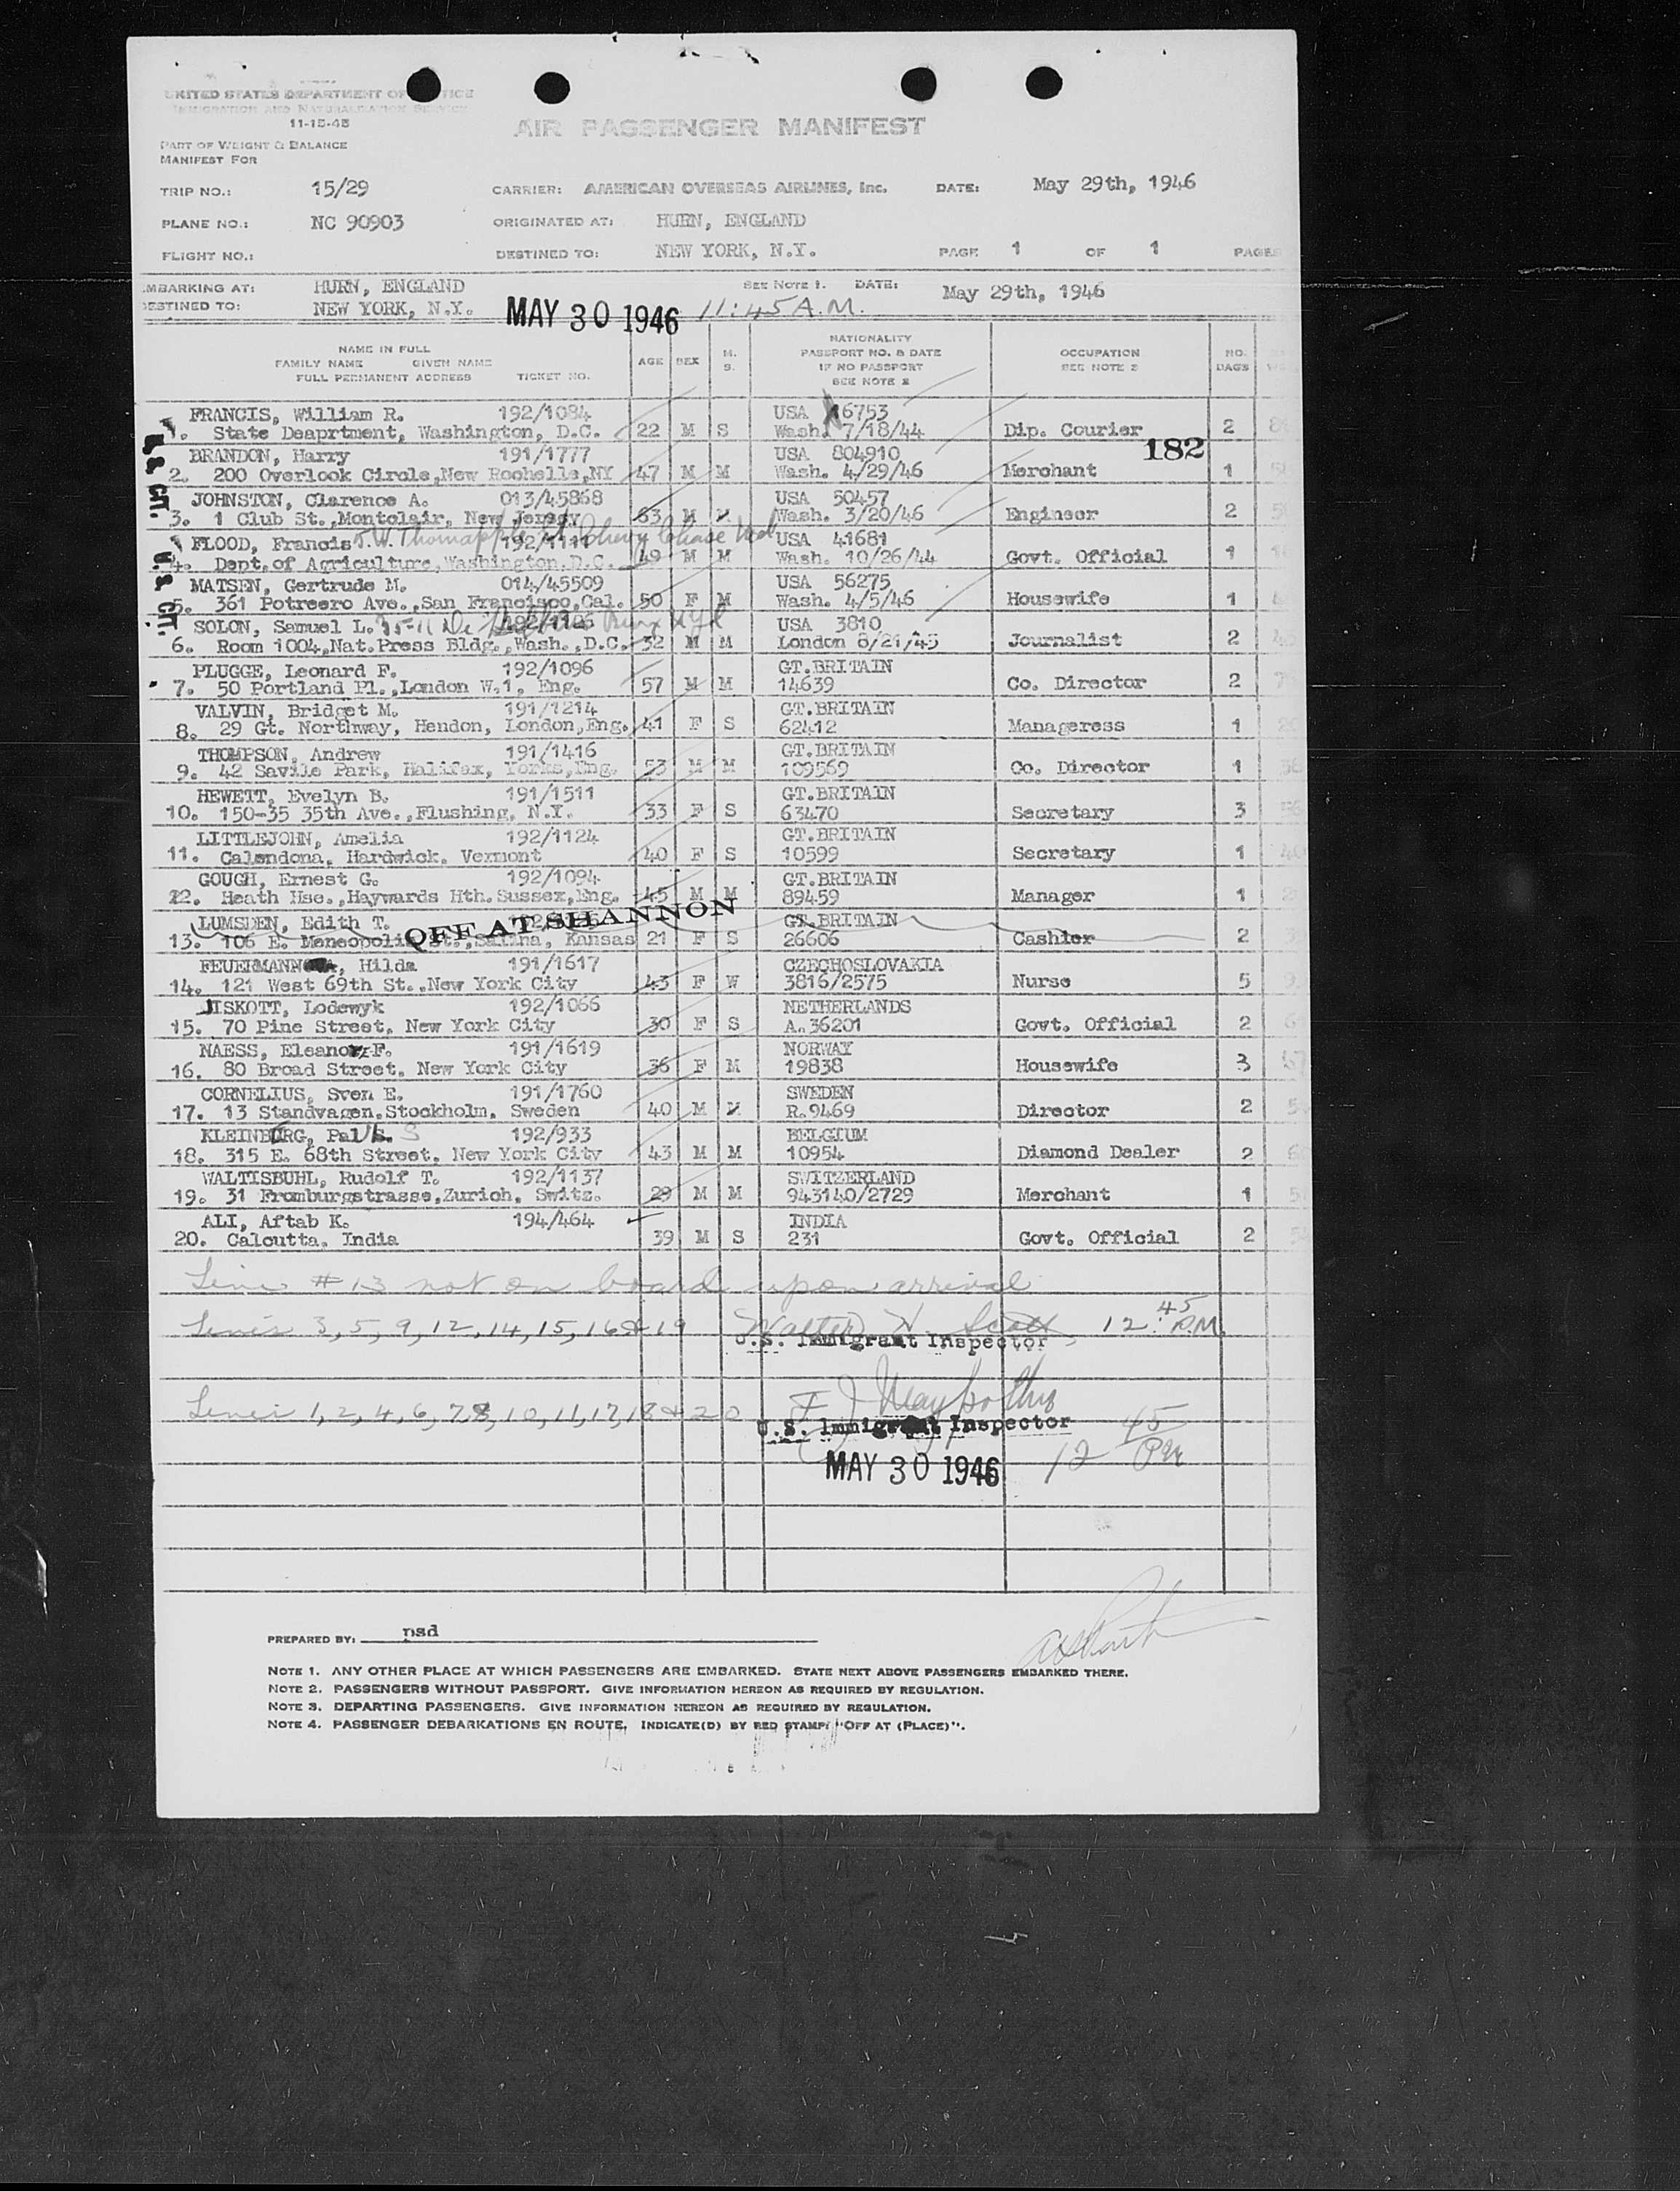 UNITED STATES DEPARTMENT OF JUSTICE
IMMIGRATION AND NATURALIZATION SERVICE
11-15-45
AIR PASSENGER MANIFEST
PART OF WEIGHT & BALANCE
MANIFEST FOR
TRIP NO.: 15/29 CARRIER: AMERICAN OVERSEAS AIRLINES, Inc. DATE: May 29th, 1946
PLANE NO.: NC 90903 ORIGINATED AT: HURN, ENGLAND
FLIGHT NO.: DESTINED TO: NEW YORK, N.Y. PAGE 1 OF 1 PAGES
EMBARKING AT: HURN, ENGLAND SEE NOTE 1. DATE: May 29th, 1946
DESTINED TO: NEW YORK, N.Y. MAY 30 1946 11:45 A.M.
NAME IN FULL
FAMILY NAME GIVEN NAME
FULL PERMANENT ADDRESS TICKET NO.
AGE SEX M. S.
NATIONALITY
PASSPORT NO. & DATE
IF NO PASSPORT
SEE NOTE 2
OCCUPATION
SEE NOTE 3
NO. BAGS
FRANCIS, William R. 192/1084 USA 16753
1. State Deaprtment, Washington, D.C. 22 M S Wash. 7/18/44 Dip. Courier 2
182
BRANDON, Harry 191/1777 USA 804910
2. 200 Overlook Circle,New Rochelle,NY 47 M M Wash. 4/29/46 Merchant 1
JOHNSTON, Clarence A. 013/45868 USA 50457
3. 1 Club St.,Montclair, New Jersey 63 M M Wash. 3/20/46 Engineer 2
FLOOD, Francis 192/1111 Chevy Chase Md USA 41681
4. Dept.of Agriculture,Washington.D.C. 49 M M Wash. 10/26/44 Govt. Official 1
MATSEN, Gertrude M. 014/45509 USA 56275
5. 361 Potreero Ave.,San Francisco,Cal. 50 F M Wash. 4/5/46 Housewife 1
SOLON, Samuel L. 35-11 USA 3810
6. Room 1004,Nat.Press Bldg.,Wash.,D.C. 32 M M London 8/21/45 Journalist 2
PLUGGE, Leonard F. 192/1096 GT.BRITAIN
7. 50 Portland Pl.,London W.1, Eng. 57 M M 14639 Co. Director 2
VALVIN, Bridget M. 191/1214 GT.BRITAIN
8. 29 Gt. Northway, Hendon, London,Eng. 41 F S 62412 Manageress 1
THOMPSON, Andrew 191/1416 GT.BRITAIN
9. 42 Savile Park, Halifax, Yorks,Eng. 53 M M 109569 Co. Director 1
HEWETT, Evelyn B. 191/1511 GT.BRITAIN
10. 150-35 35th Ave.,Flushing, N.Y. 33 F S 63470 Secretary 3
LITTLEJOHN, Amelia 192/1124 GT.BRITAIN
11. Calendona, Hardwick, Vermont 40 F S 10599 Secretary 1
GOUGH, Ernest G. 192/1094 GT.BRITAIN
12. Heath Hse.,Haywards Hth.Sussex,Eng. 45 M M 89459 Manager 1
LUMSDEN, Edith T. GT.BRITAIN
OFF AT SHANNON
13. 106 E. Meneopolis St.,Salina, Kansas 21 F S 26606 Cashier 2
FEUERMANN, Hilda 191/1617 CZECHOSLOVAKIA
14. 121 West 69th St.,New York City 43 F W 3816/2575 Nurse 5
JISKOTT, Lodewyk 192/1066 NETHERLANDS
15. 70 Pine Street, New York City 30 F S A.36201 Govt. Official 2
NAESS, Eleanor F. 191/1619 NORWAY
16. 80 Broad Street, New York City 36 F M 19838 Housewife 3
CORNELIUS, Sven E. 191/1760 SWEDEN
17. 13 Standvagen,Stockholm, Sweden 40 M M R.9469 Director 2
KLEINBERG, Paul S. 192/933 BELGIUM
18. 315 E. 68th Street, New York City 43 M M 10954 Diamond Dealer 2
WALTISBUHL, Rudolf T. 192/1137 SWITZERLAND
19. 31 Fromburgstrasse,Zurich, Switz. 29 M M 943140/2729 Merchant 1
ALI, Aftab K. 194/464 INDIA
20. Calcutta, India 39 M S 231 Govt. Official 2
Line #13 not on board upon arrival
Lines 3,5,9,12,14,15,16 & 19 Walter H Scott 12:45 P.M.
U.S. Immigrant Inspector
Lines 1,2,4,6,7,8,10,11,17,18 & 20
U.S. Immigrant Inspector
MAY 30 1946 12 45 PM
PREPARED BY: psd
NOTE 1. ANY OTHER PLACE AT WHICH PASSENGERS ARE EMBARKED. STATE NEXT ABOVE PASSENGERS EMBARKED THERE.
NOTE 2. PASSENGERS WITHOUT PASSPORT. GIVE INFORMATION HEREON AS REQUIRED BY REGULATION.
NOTE 3. DEPARTING PASSENGERS. GIVE INFORMATION HEREON AS REQUIRED BY REGULATION.
NOTE 4. PASSENGER DEBARKATIONS EN ROUTE. INDICATE(D) BY RED STAMP: "OFF AT (PLACE)".